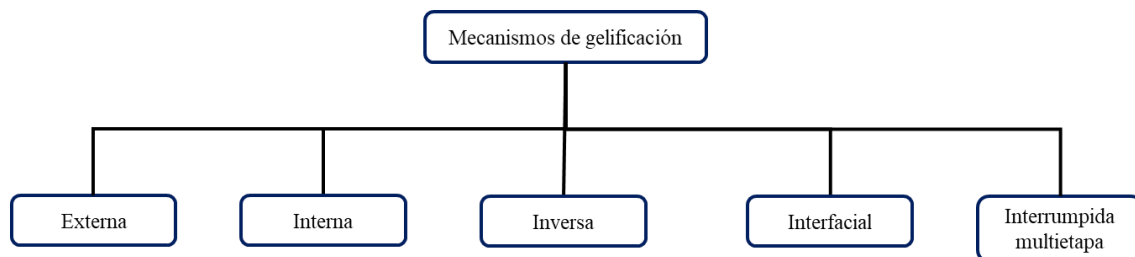 Mecanismos de gelificación
Externa
Interna
Inversa
Interfacial
Interrumpida
multietapa